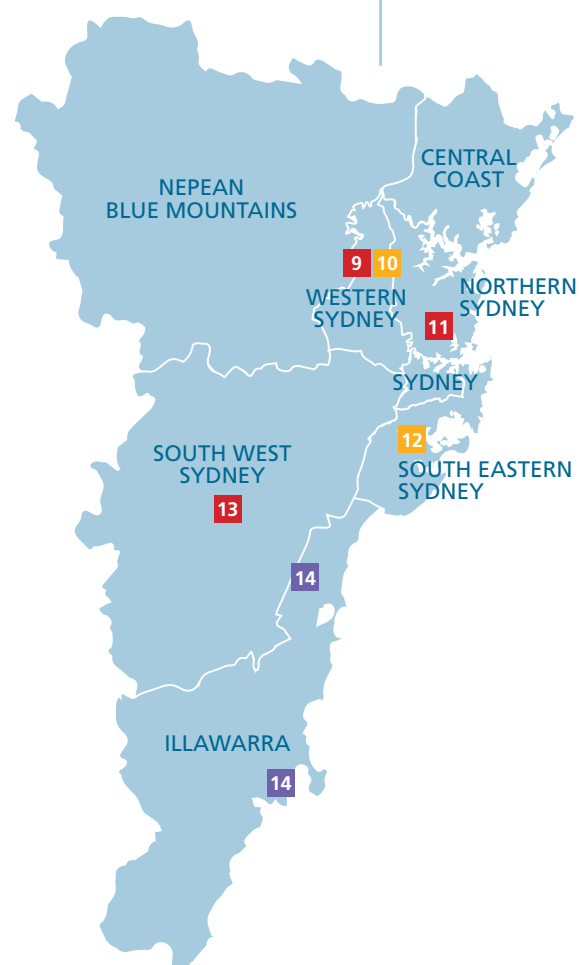 CENTRAL
COAST
NEPEAN
BLUE MOUNTAINS
9 10
NORTHERN
SYDNEY
WESTERN
SYDNEY
11
SYDNEY
12
SOUTH WEST
SYDNEY
SOUTH EASTERN
SYDNEY
13
14
ILLAWARRA
14